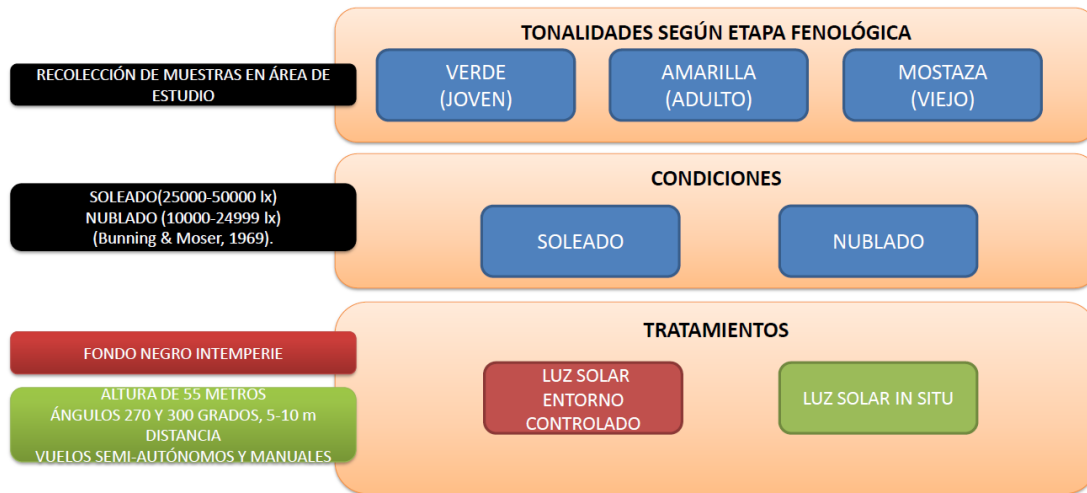 TONALIDADES SEGÚN ETAPA FENOLÓGICA
RECOLECCIÓN DE MUESTRAS EN ÁREA DE
ESTUDIO
VERDE
(JOVEN)
AMARILLA
(ADULTO)
MOSTAZA
(VIEJO)
CONDICIONES
SOLEADO(25000-50000 lx)
NUBLADO (10000-24999 lx)
(Bunning & Moser, 1969).
SOLEADO
NUBLADO
TRATAMIENTOS
FONDO NEGRO INTEMPERIE
ALTURA DE 55 METROS
ÁNGULOS 270 Y 300 GRADOS, 5-10 m
DISTANCIA
VUELOS SEMI-AUTÓNOMOS Y MANUALES
LUZ SOLAR
ENTORNO
CONTROLADO
LUZ SOLAR IN SITU